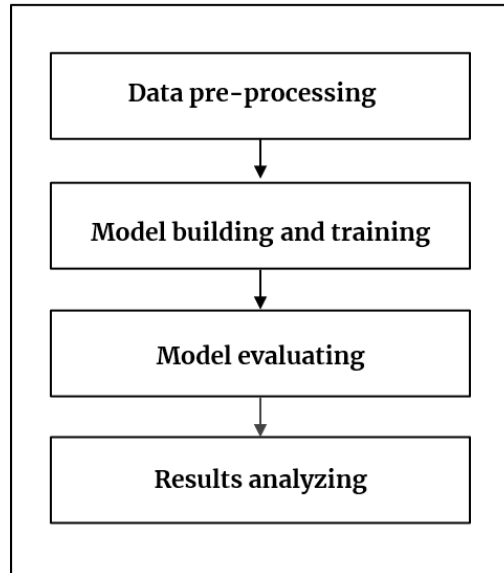 Data pre-processing
Model building and training
Model evaluating
Results analyzing